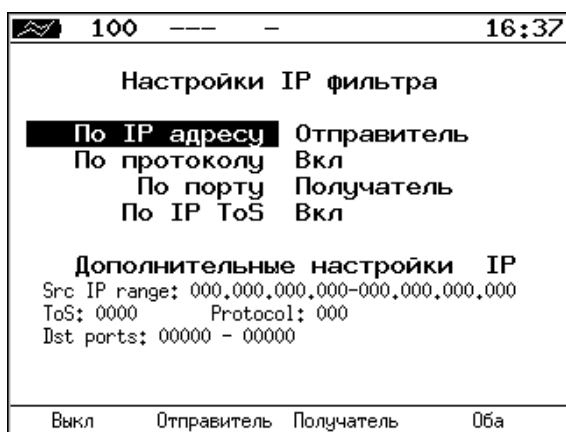 100 --- - 16:37
Настройки IP фильтра
По IP адресу Отправитель
По протоколу Вкл
По порту Получатель
По IP ToS Вкл
Дополнительные настройки IP
Src IP range: 000.000.000.000-000.000.000.000
ToS: 0000 Protocol: 000
Dst ports: 00000 - 00000
Выкл Отправитель Получатель Оба